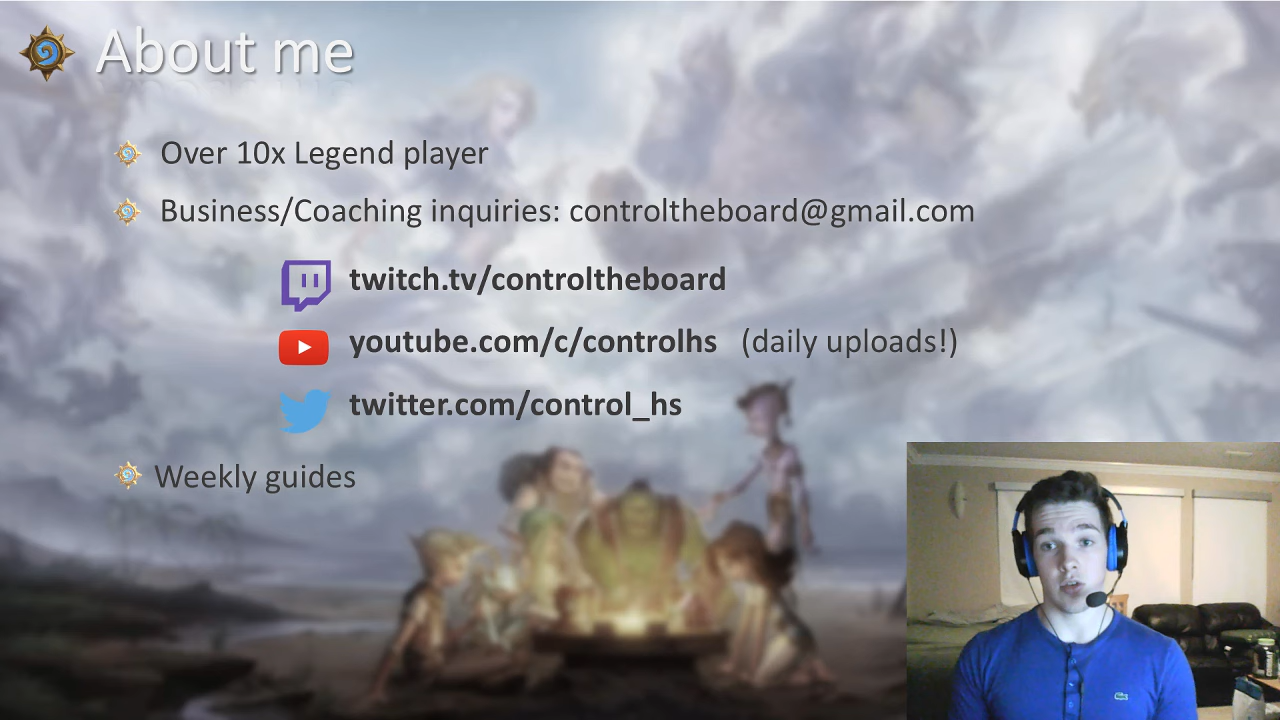 About me
Over 10x Legend player
Business/Coaching inquiries: controltheboard@gmail.com
twitch.tv/controltheboard
youtube.com/c/controlhs (daily uploads!)
twitter.com/control_hs
Weekly guides